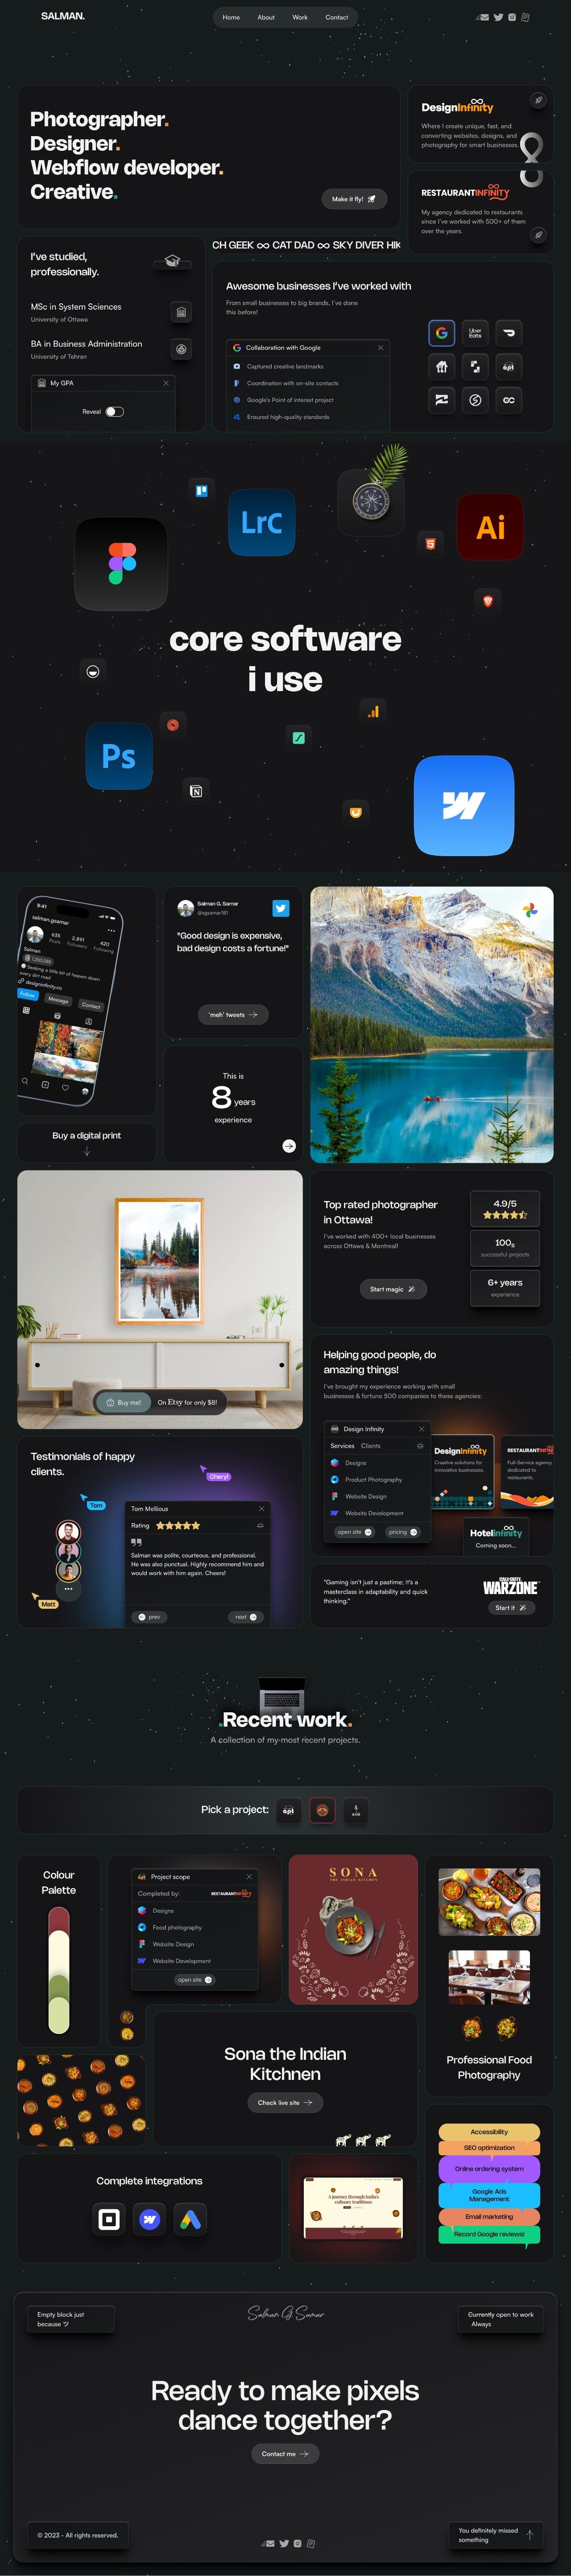 SALMAN.
Home
About
Work
Contact
Photographer.
Designer.
Webflow developer.
Creative.
Make it fly!
DesignInfinity
Where I create unique, fast, and
converting websites, designs, and
photography for smart businesses.
RESTAURANTINFINITY
My agency dedicated to restaurants
since I've worked with 500+ of them
over the years.
I've studied,
professionally.
MSc in System Sciences
University of Ottawa
BA in Business Administration
University of Tehran
My GPA
Reveal
CH GEEK ∞ CAT DAD ∞ SKY DIVER HIK
Awesome businesses I've worked with
From small businesses to big brands, I've done
this before!
Collaboration with Google
Captured creative landmarks
Coordination with on-site contacts
Google's Point of interest project
Ensured high-quality standards
Uber
Eats
LrC
Ai
core software
i use
Ps
9:41
salman.gsamar
635
Posts
2,891
Followers
420
Following
Salman
Seeking a little bit of heaven down
every dirt road
designinfinity.co
Follow
Message
Contact
Buy a digital print
Salman G. Samar
@sgsamar181
"Good design is expensive,
bad design costs a fortune!"
'meh' tweets
This is
8 years
experience
Buy me!
On Etsy for only $8!
Top rated photographer
in Ottawa!
I've worked with 400+ local businesses
across Ottawa & Montreal!
Start magic
4.9/5
100s
successful projects
6+ years
experience
Helping good people, do
amazing things!
I've brought my experience working with small
businesses & fortune 500 companies to these agencies:
Design Infinity
Services
Clients
Designs
Product Photography
Website Design
Website Development
open site
pricing
DesignInfinity
Creative solutions for
innovative businesses.
RESTAURANTINFINI
Full-Service agency
dedicated to
restaurants.
HotelInfinity
Coming soon...
Testimonials of happy
clients.
Cheryl
Tom
Matt
Tom Mellious
Rating
Salman was polite, courteous, and professional.
He was also punctual. Highly recommend him and
would work with him again. Cheers!
prev
next
"Gaming isn't just a pastime; it's a
masterclass in adaptability and quick
thinking."
CALL OF DUTY
WARZONE
Start it
.Recent work.
A collection of my most recent projects.
Pick a project:
Colour
Palette
Project scope
Completed by:
RESTAURANTINFINITY
Designs
Food photography
Website Design
Website Development
open site
SONA
THE INDIAN KITCHEN
Sona the Indian
Kitchnen
Check live site
Professional Food
Photography
Complete integrations
A journey through India's
culinary traditions
Accessibility
SEO optimization
Online ordering system
Google Ads
Management
Email marketing
Record Google reviews!
Empty block just
because ツ
Salman G Samar
Currently open to work
Always
Ready to make pixels
dance together?
Contact me
© 2023 - All rights reserved.
You definitely missed
something